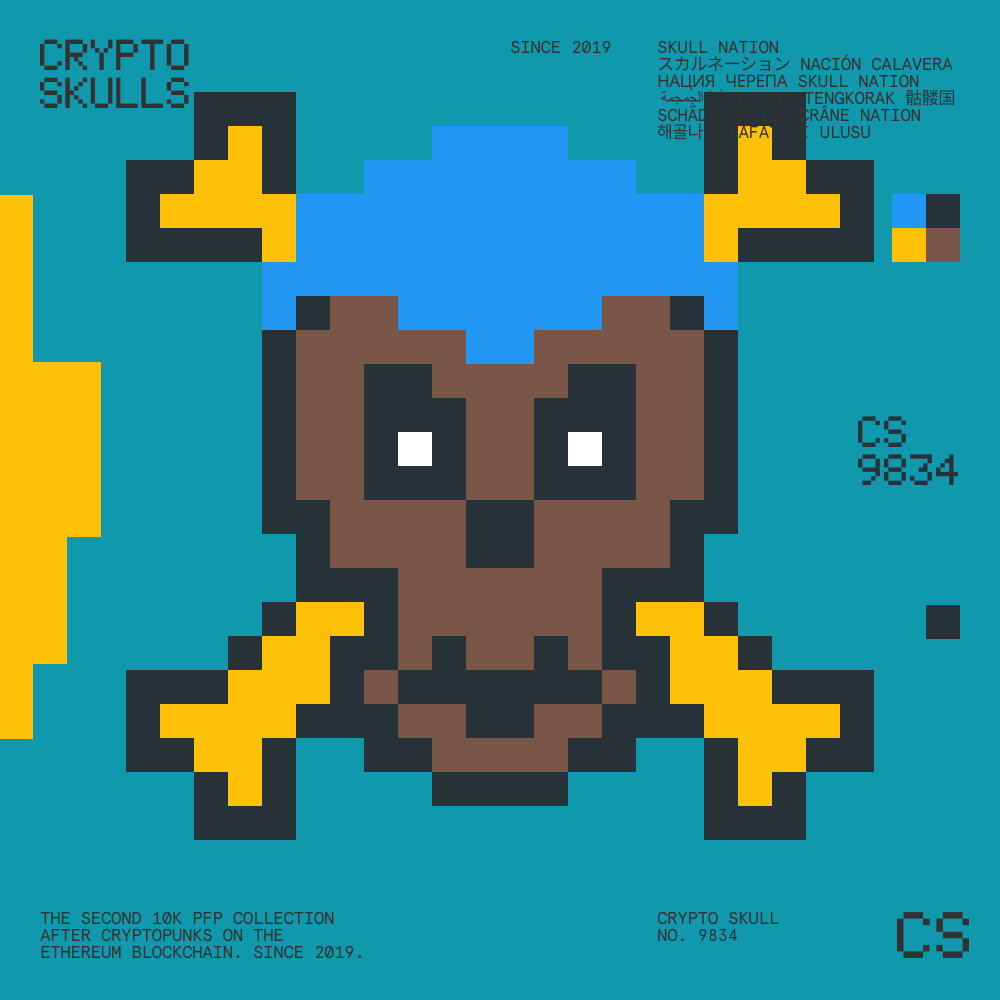 CRYPTO
SKULLS
SINCE 2019
SKULL NATION
スカルネーション NACIÓN CALAVERA
НАЦИЯ ЧЕРЕПА SKULL NATION
TENGKORAK 骷髅国
CRÂNE NATION
ULUSU
CS
9834
THE SECOND 10K PFP COLLECTION
AFTER CRYPTOPUNKS ON THE
ETHEREUM BLOCKCHAIN. SINCE 2019.
CRYPTO SKULL
NO. 9834
CS